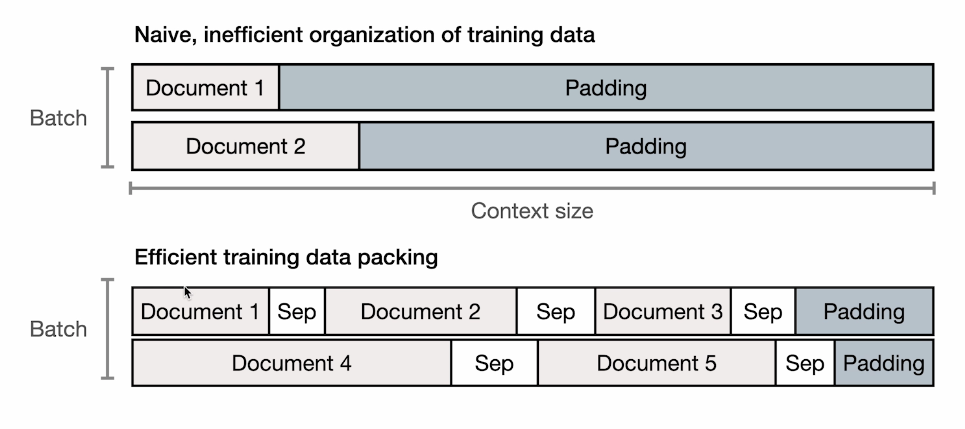 Naive, inefficient organization of training data
Batch
Document 1 Padding
Document 2 Padding
Context size
Efficient training data packing
Batch
Document 1 Sep Document 2 Sep Document 3 Sep Padding
Document 4 Sep Document 5 Sep Padding